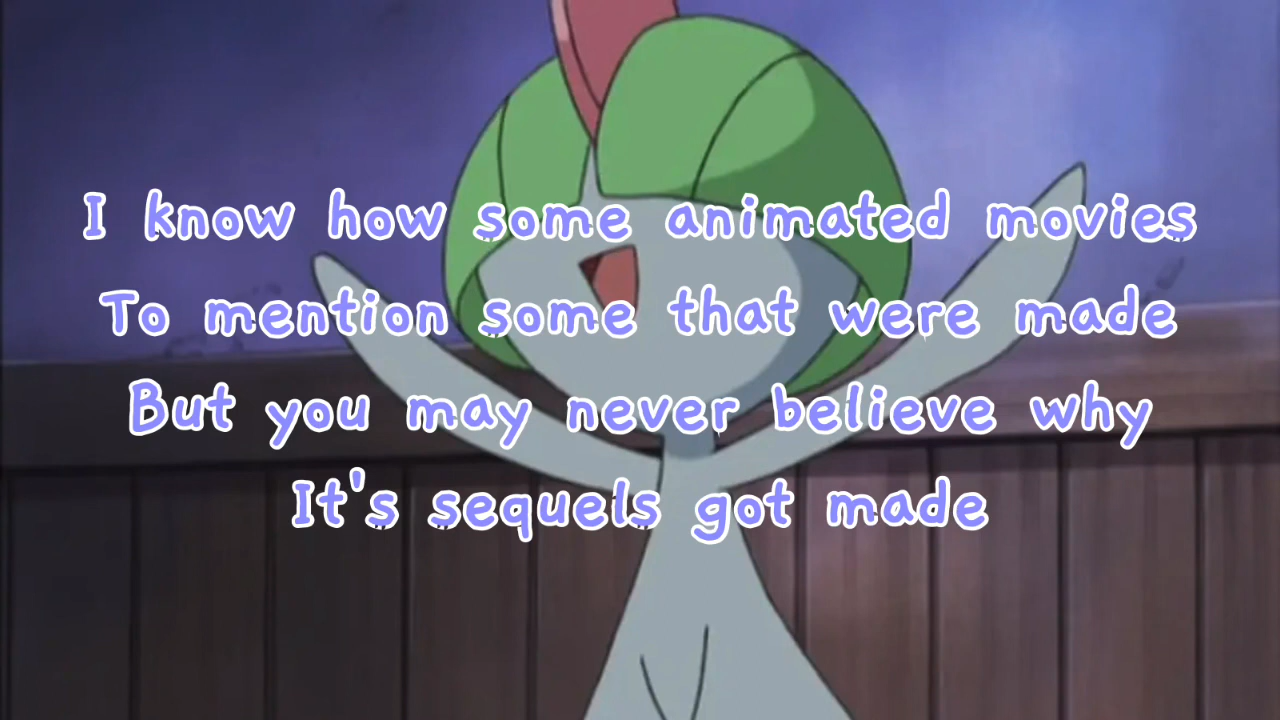 I know how some animated movies
To mention some that were made
But you may never believe why
It's sequels got made